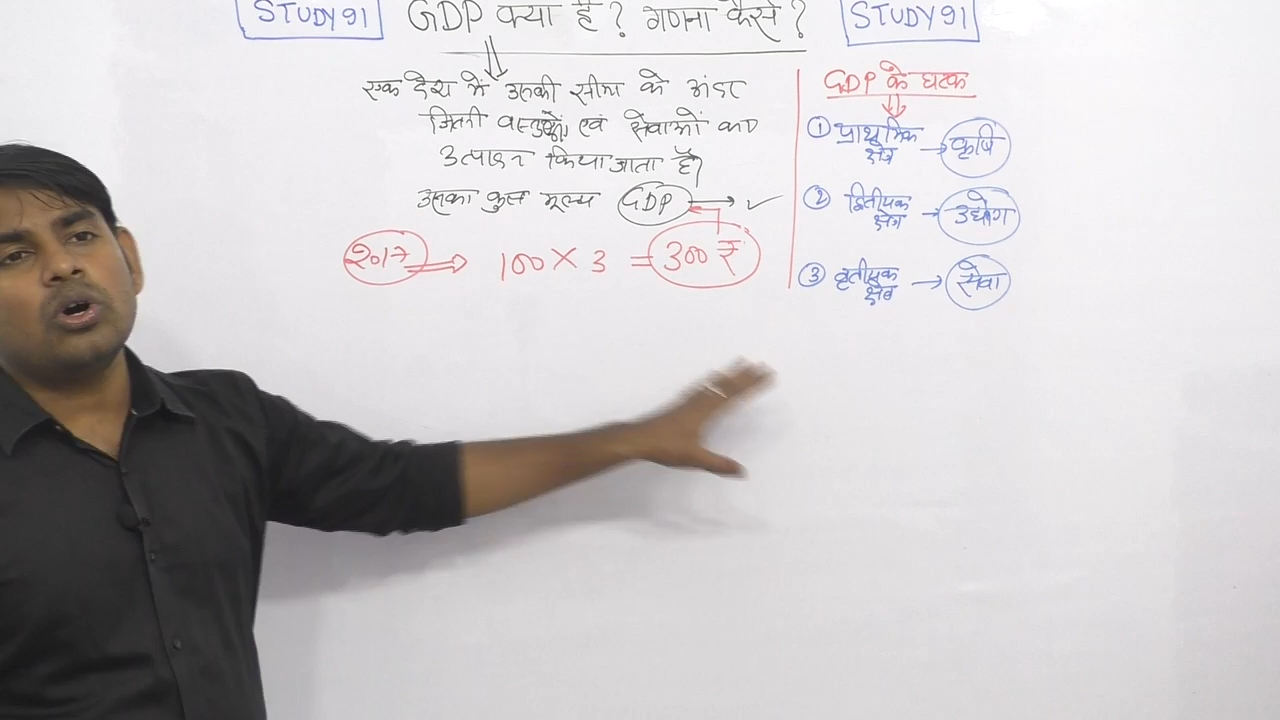 STUDY91
GDP क्या है? गणना कैसे?
STUDY91
एक देश में उसकी सीमा के अंदर
जितनी वस्तुओं एवं सेवाओं का
उत्पादन किया जाता है।
उसका कुल मूल्य GDP → ✓
2017 ⇒ 100 × 3 = 300 ₹
GDP के घटक
① प्राथमिक क्षेत्र → कृषि
② द्वितीयक क्षेत्र → उद्योग
③ तृतीयक क्षेत्र → सेवा